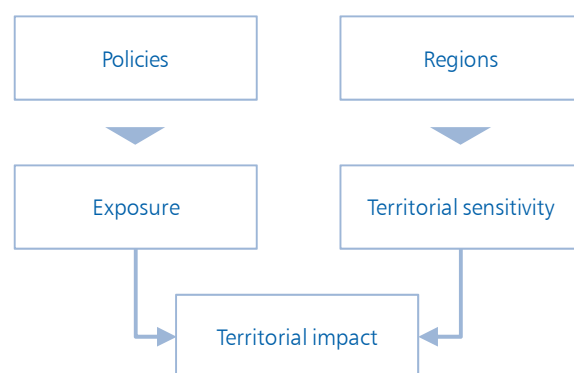 Policies
Regions
Exposure
Territorial sensitivity
Territorial impact